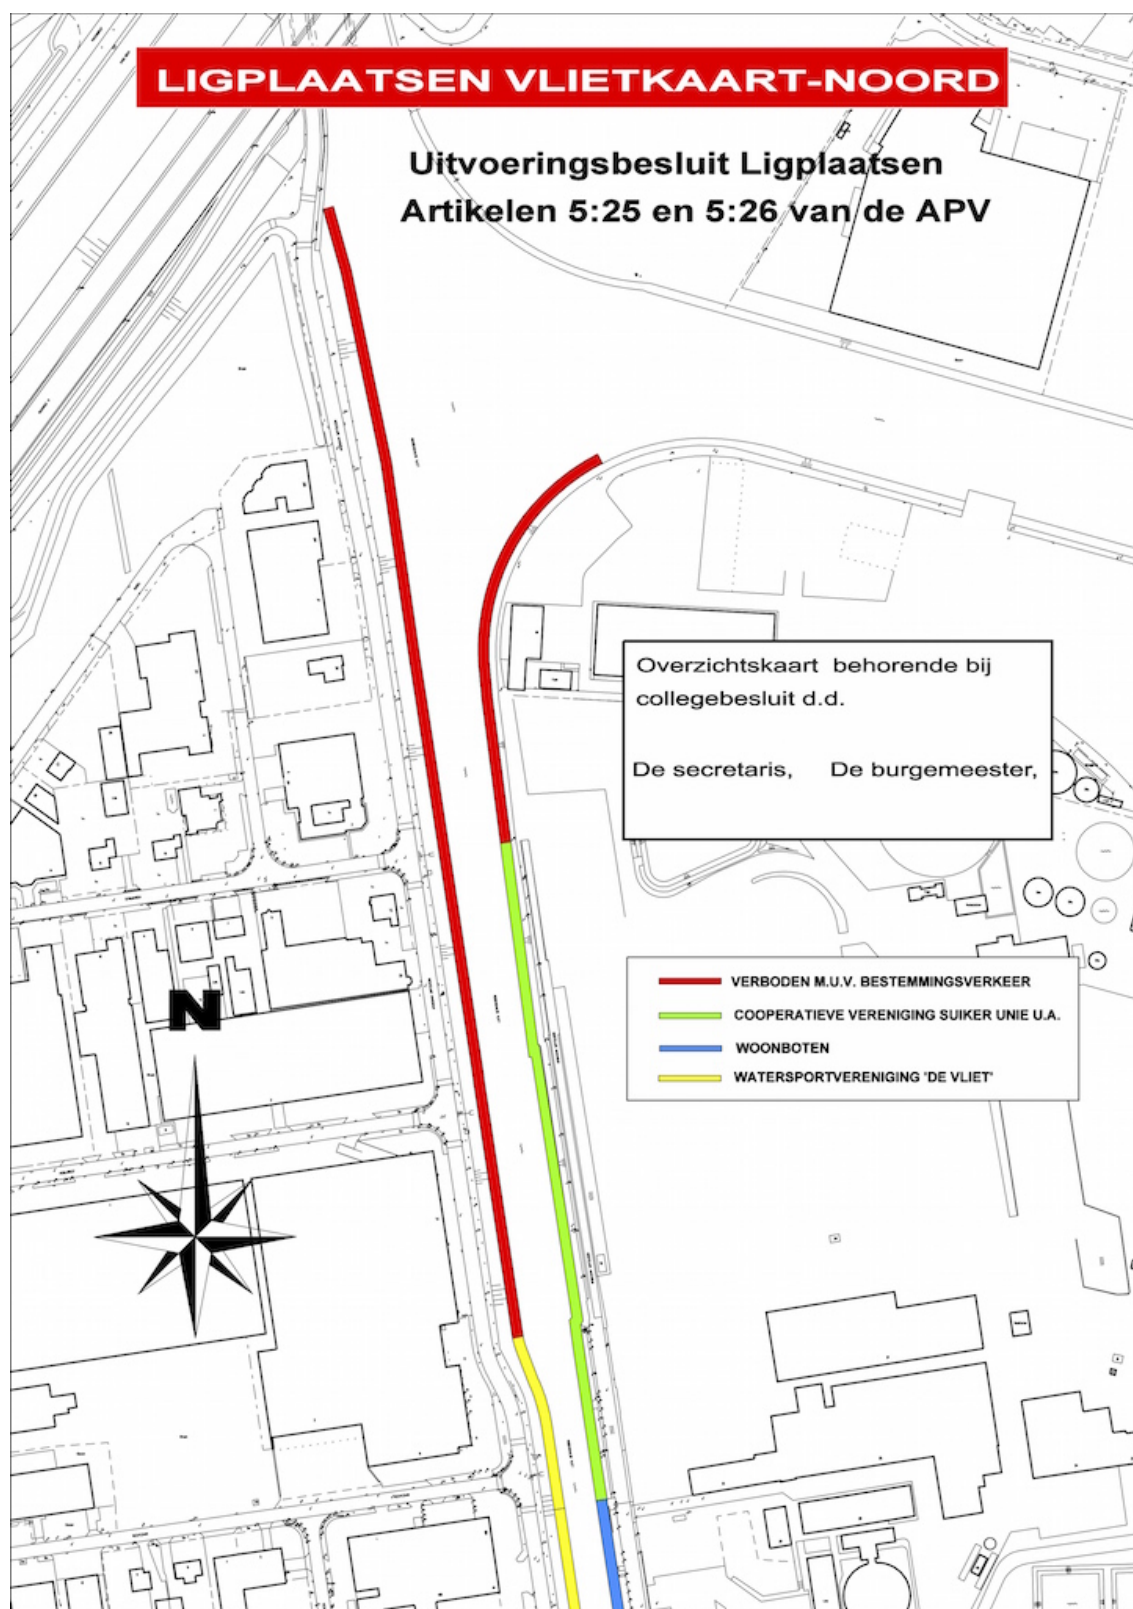 LIGPLAATSEN VLIETKAART-NOORD
Uitvoeringsbesluit Ligplaatsen
Artikelen 5:25 en 5:26 van de APV
Overzichtskaart behorende bij
collegebesluit d.d.
De secretaris, De burgemeester,
VERBODEN M.U.V. BESTEMMINGSVERKEER
COOPERATIEVE VERENIGING SUIKER UNIE U.A.
WOONBOTEN
WATERSPORTVERENIGING 'DE VLIET'
N